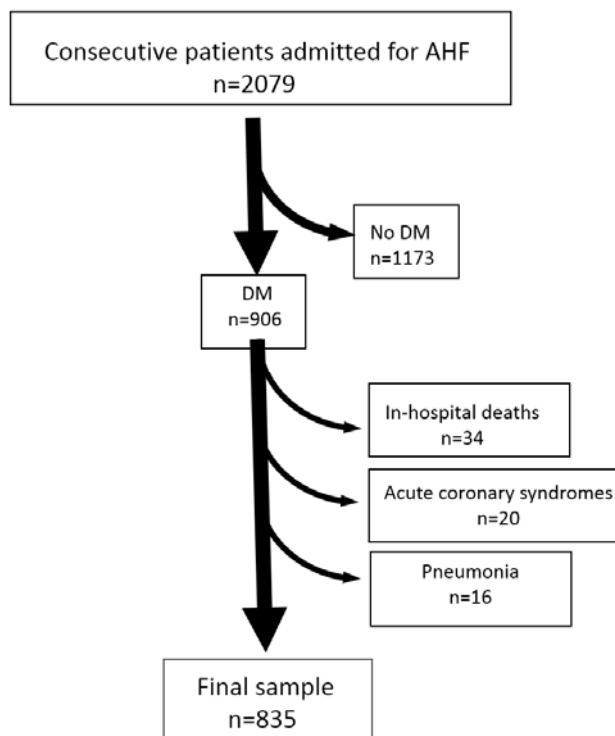 Consecutive patients admitted for AHF
n=2079
No DM
n=1173
DM
n=906
In-hospital deaths
n=34
Acute coronary syndromes
n=20
Pneumonia
n=16
Final sample
n=835